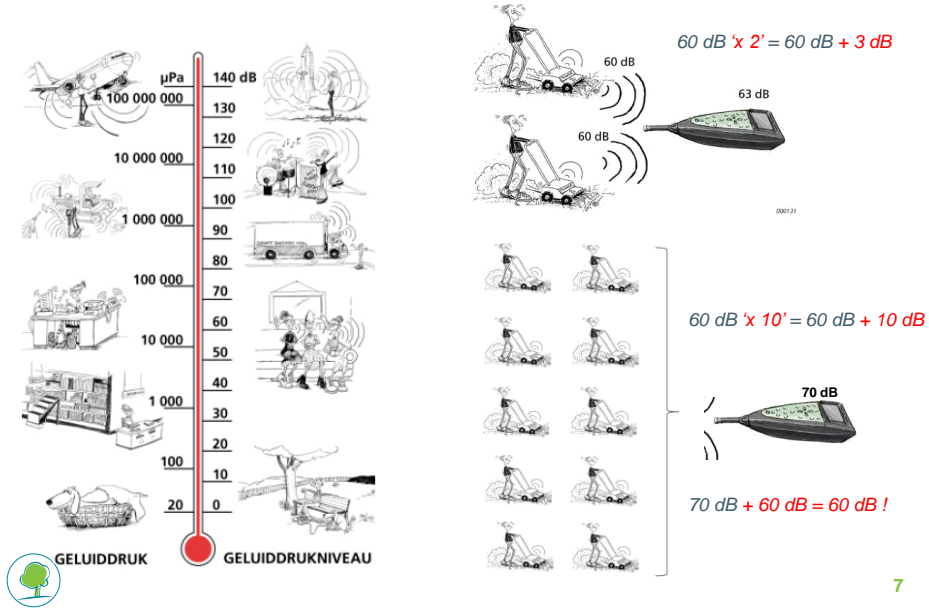 µPa
140 dB
100 000 000
130
120
10 000 000
110
100
1 000 000
90
80
100 000
70
60
10 000
50
40
1 000
30
20
100
10
20
0
GELUIDDRUK
GELUIDDRUKNIVEAU
60 dB
60 dB
63 dB
60 dB ‘x 2’ = 60 dB + 3 dB
000131
60 dB ‘x 10’ = 60 dB + 10 dB
70 dB
70 dB + 60 dB = 60 dB !
7